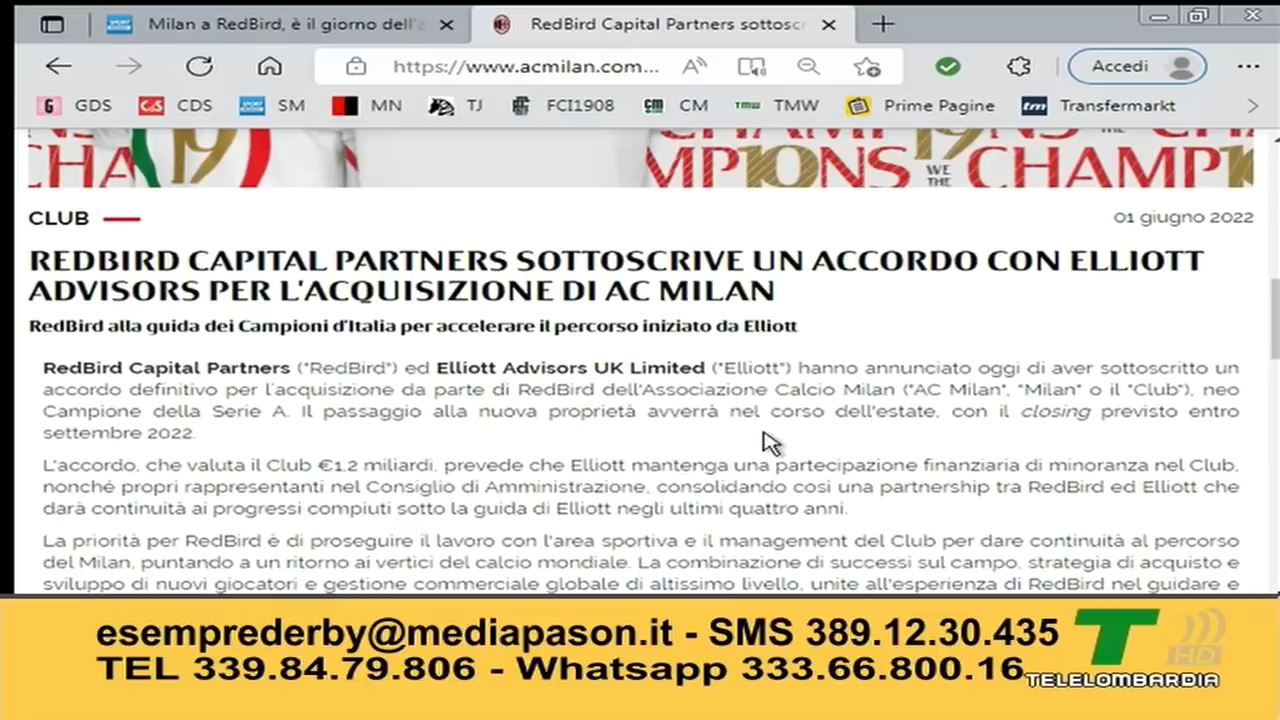 Milan a RedBird, è il giorno dell'a
RedBird Capital Partners sottoscr
https://www.acmilan.com...
Accedi
GDS CDS SM MN TJ FCI1908 CM TMW Prime Pagine Transfermarkt
CHAMPIONS
WE THE CHAMP19NS
CLUB
01 giugno 2022
REDBIRD CAPITAL PARTNERS SOTTOSCRIVE UN ACCORDO CON ELLIOTT
ADVISORS PER L'ACQUISIZIONE DI AC MILAN
RedBird alla guida dei Campioni d'Italia per accelerare il percorso iniziato da Elliott
RedBird Capital Partners ("RedBird") ed Elliott Advisors UK Limited ("Elliott") hanno annunciato oggi di aver sottoscritto un
accordo definitivo per l'acquisizione da parte di RedBird dell'Associazione Calcio Milan ("AC Milan", "Milan" o il "Club"), neo
Campione della Serie A. Il passaggio alla nuova proprietà avverrà nel corso dell'estate, con il closing previsto entro
settembre 2022.
L'accordo, che valuta il Club €1,2 miliardi, prevede che Elliott mantenga una partecipazione finanziaria di minoranza nel Club,
nonché propri rappresentanti nel Consiglio di Amministrazione, consolidando così una partnership tra RedBird ed Elliott che
darà continuità ai progressi compiuti sotto la guida di Elliott negli ultimi quattro anni.
La priorità per RedBird è di proseguire il lavoro con l'area sportiva e il management del Club per dare continuità al percorso
del Milan, puntando a un ritorno ai vertici del calcio mondiale. La combinazione di successi sul campo, strategia di acquisto e
sviluppo di nuovi giocatori e gestione commerciale globale di altissimo livello, unite all'esperienza di RedBird nel guidare e
esemprederby@mediapason.it - SMS 389.12.30.435
TEL 339.84.79.806 - Whatsapp 333.66.800.16
T HD
TELELOMBARDIA